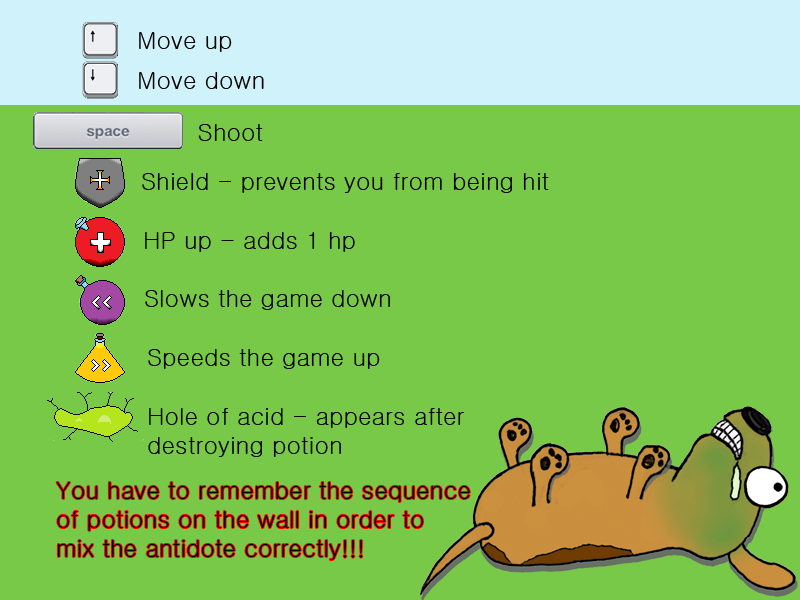 ↑ Move up
↓ Move down
space Shoot
Shield - prevents you from being hit
HP up - adds 1 hp
Slows the game down
Speeds the game up
Hole of acid - appears after
destroying potion
You have to remember the sequence
of potions on the wall in order to
mix the antidote correctly!!!